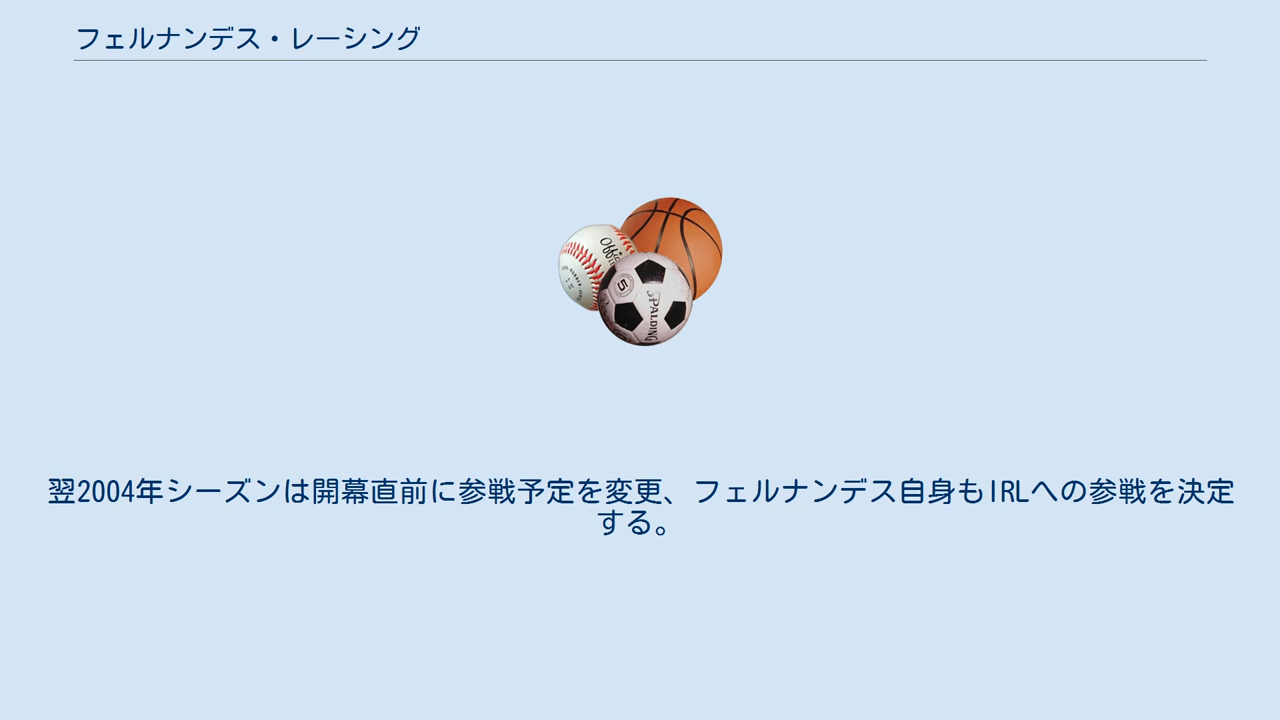 フェルナンデス・レーシング
Offici
5
SPALDING
翌2004年シーズンは開幕直前に参戦予定を変更、フェルナンデス自身もIRLへの参戦を決定
する。